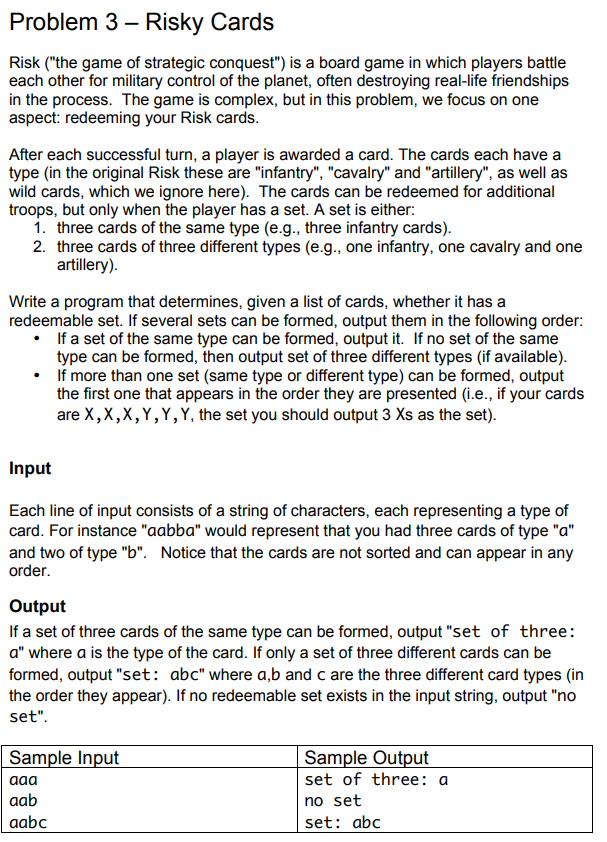 Problem 3 – Risky Cards
Risk ("the game of strategic conquest") is a board game in which players battle
each other for military control of the planet, often destroying real-life friendships
in the process.  The game is complex, but in this problem, we focus on one
aspect: redeeming your Risk cards.
After each successful turn, a player is awarded a card. The cards each have a
type (in the original Risk these are "infantry", "cavalry" and "artillery", as well as
wild cards, which we ignore here).  The cards can be redeemed for additional
troops, but only when the player has a set. A set is either:
1. three cards of the same type (e.g., three infantry cards).
2. three cards of three different types (e.g., one infantry, one cavalry and one
artillery).
Write a program that determines, given a list of cards, whether it has a
redeemable set. If several sets can be formed, output them in the following order:
• If a set of the same type can be formed, output it.  If no set of the same
type can be formed, then output set of three different types (if available).
• If more than one set (same type or different type) can be formed, output
the first one that appears in the order they are presented (i.e., if your cards
are X,X,X,Y,Y,Y, the set you should output 3 Xs as the set).
Input
Each line of input consists of a string of characters, each representing a type of
card. For instance "aabba" would represent that you had three cards of type "a"
and two of type "b".   Notice that the cards are not sorted and can appear in any
order.
Output
If a set of three cards of the same type can be formed, output "set of three:
a" where a is the type of the card. If only a set of three different cards can be
formed, output "set: abc" where a,b and c are the three different card types (in
the order they appear). If no redeemable set exists in the input string, output "no
set".
Sample Input Sample Output
aaa set of three: a
aab no set
aabc set: abc